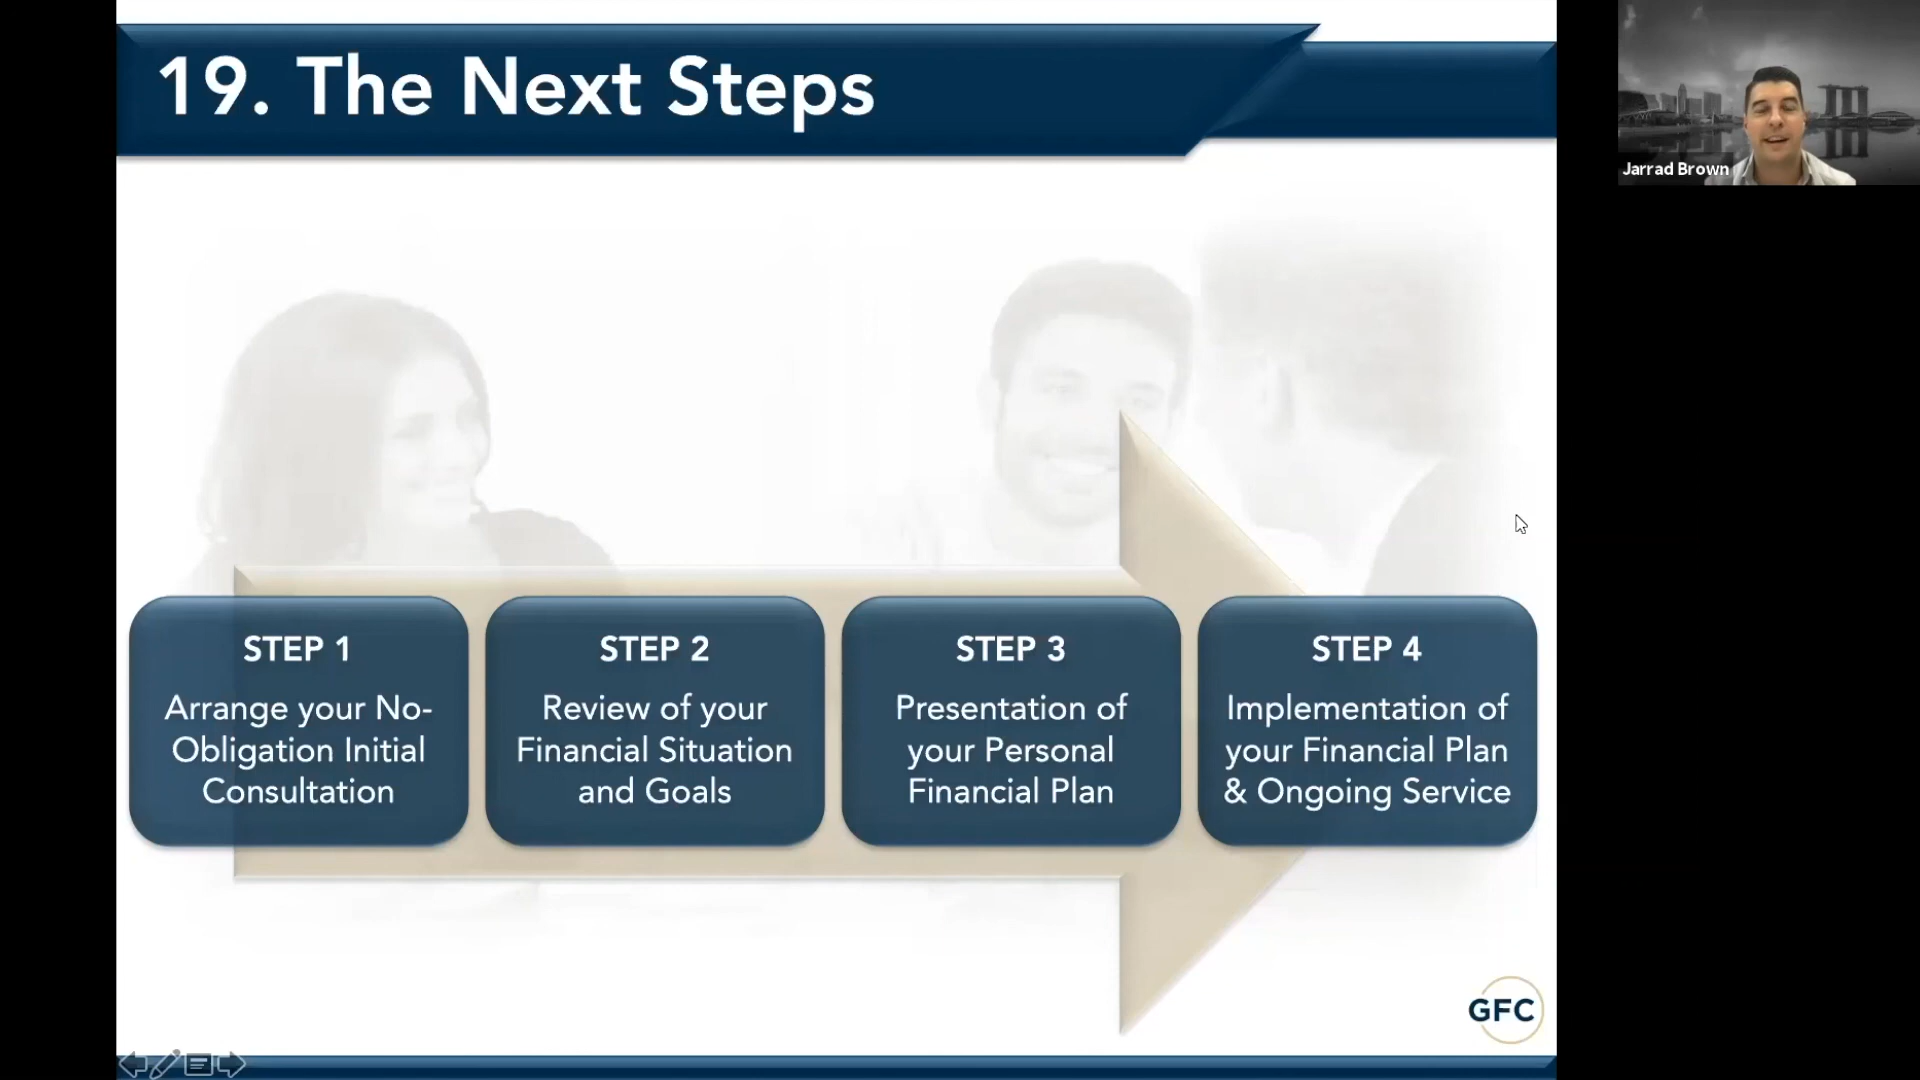 19. The Next Steps
Jarrad Brown
STEP 1
Arrange your No-
Obligation Initial
Consultation
STEP 2
Review of your
Financial Situation
and Goals
STEP 3
Presentation of
your Personal
Financial Plan
STEP 4
Implementation of
your Financial Plan
& Ongoing Service
GFC